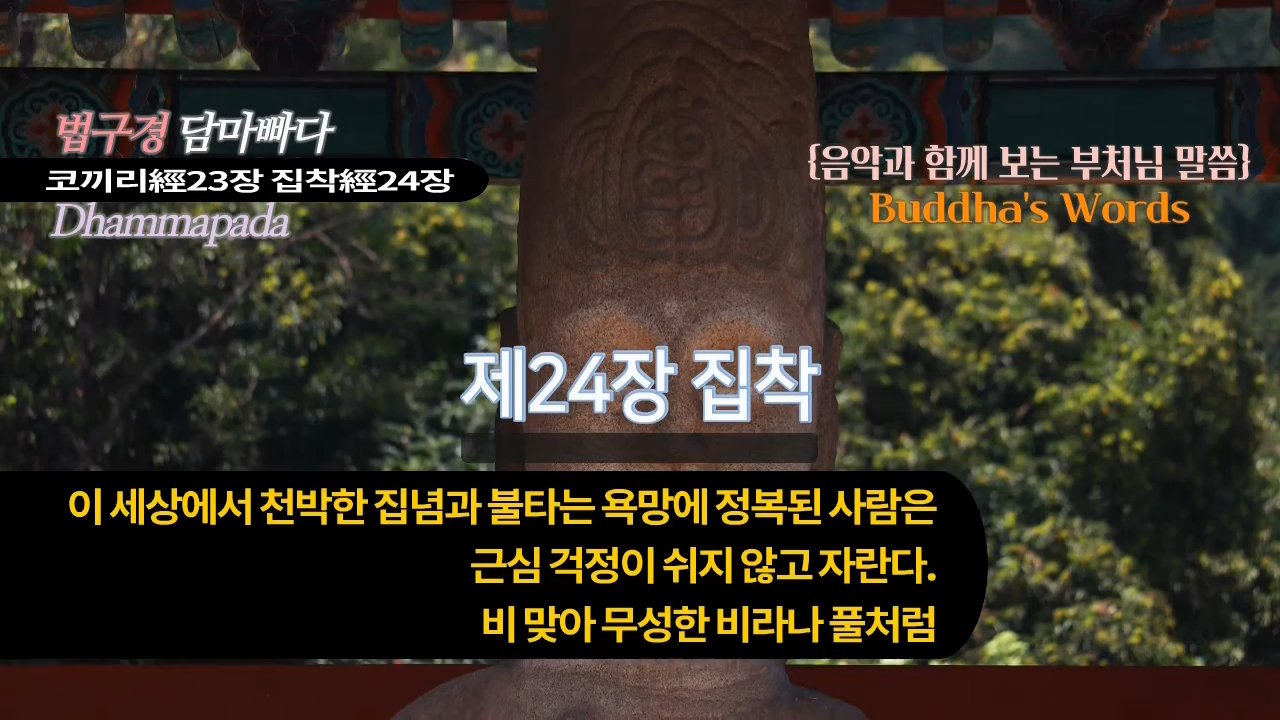 법구경 담마빠다
코끼리經23장 집착經24장
Dhammapada
{음악과 함께 보는 부처님 말씀}
Buddha's Words
제24장 집착
이 세상에서 천박한 집념과 불타는 욕망에 정복된 사람은
근심 걱정이 쉬지 않고 자란다.
비 맞아 무성한 비라나 풀처럼